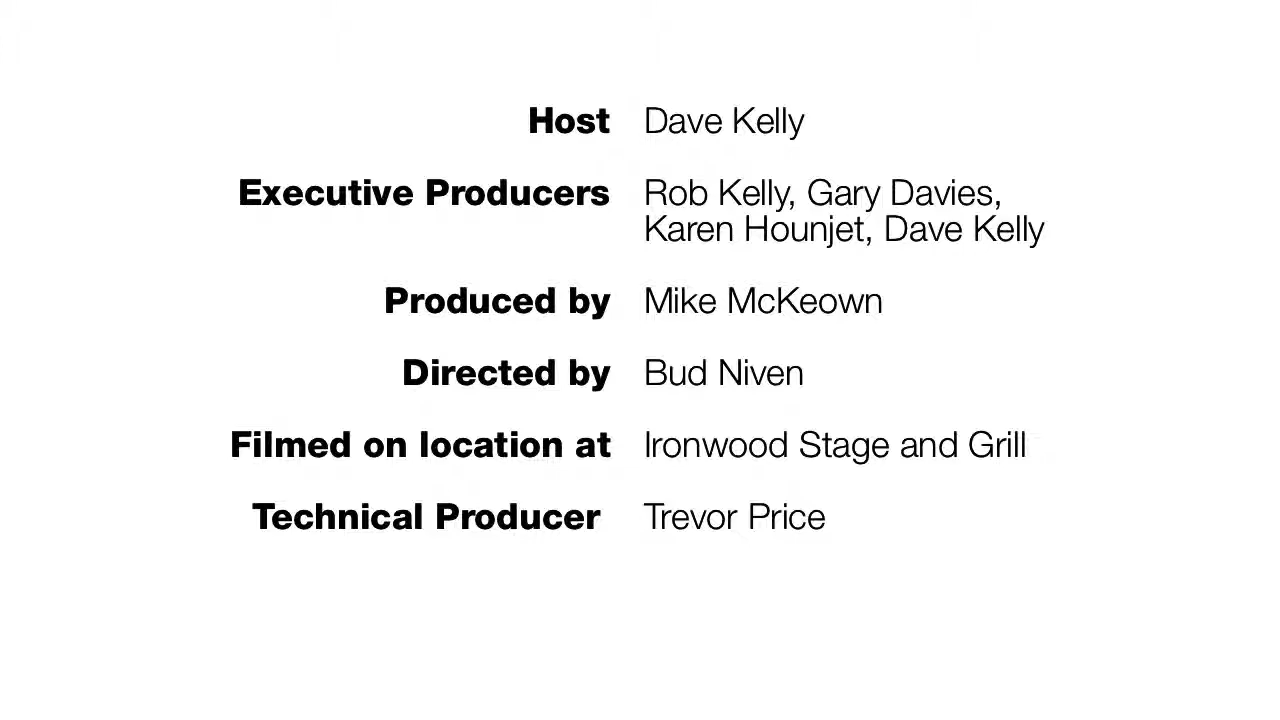 Host Dave Kelly
Executive Producers Rob Kelly, Gary Davies,
Karen Hounjet, Dave Kelly
Produced by Mike McKeown
Directed by Bud Niven
Filmed on location at Ironwood Stage and Grill
Technical Producer Trevor Price